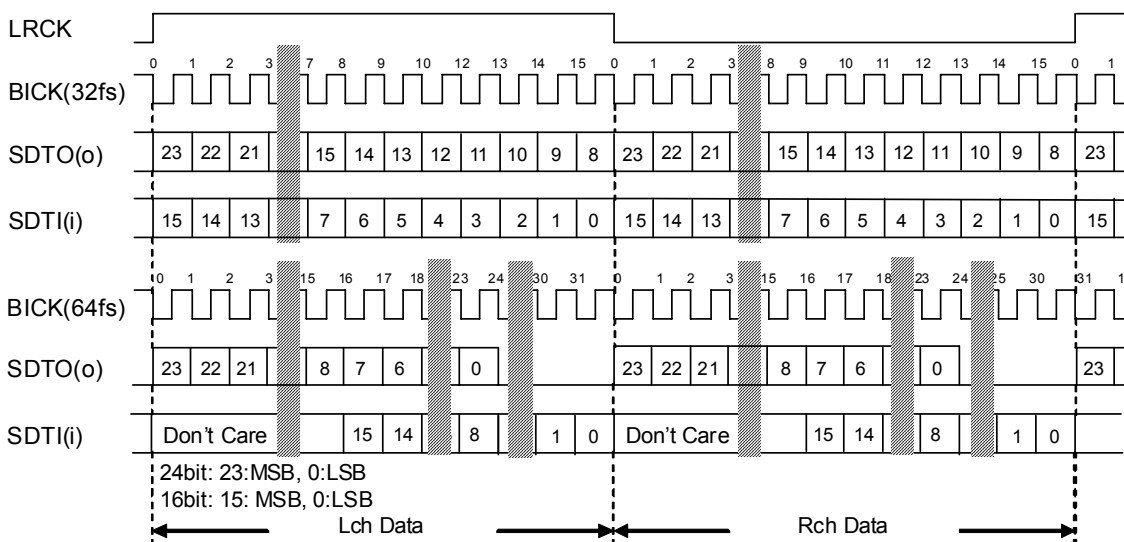 LRCK
0 1 2 3 7 8 9 10 11 12 13 14 15 0 1 2 3 8 9 10 11 12 13 14 15 0 1
BICK(32fs)
SDTO(o) 23 22 21 15 14 13 12 11 10 9 8 23 22 21 15 14 13 12 11 10 9 8 23
SDTI(i) 15 14 13 7 6 5 4 3 2 1 0 15 14 13 7 6 5 4 3 2 1 0 15
0 1 2 3 15 16 17 18 23 24 30 31 0 1 2 3 15 16 17 18 23 24 25 30 31 1
BICK(64fs)
SDTO(o) 23 22 21 8 7 6 0 23 22 21 8 7 6 0 23
SDTI(i) Don't Care 15 14 8 1 0 Don't Care 15 14 8 1 0
24bit: 23:MSB, 0:LSB
16bit: 15: MSB, 0:LSB
Lch Data Rch Data